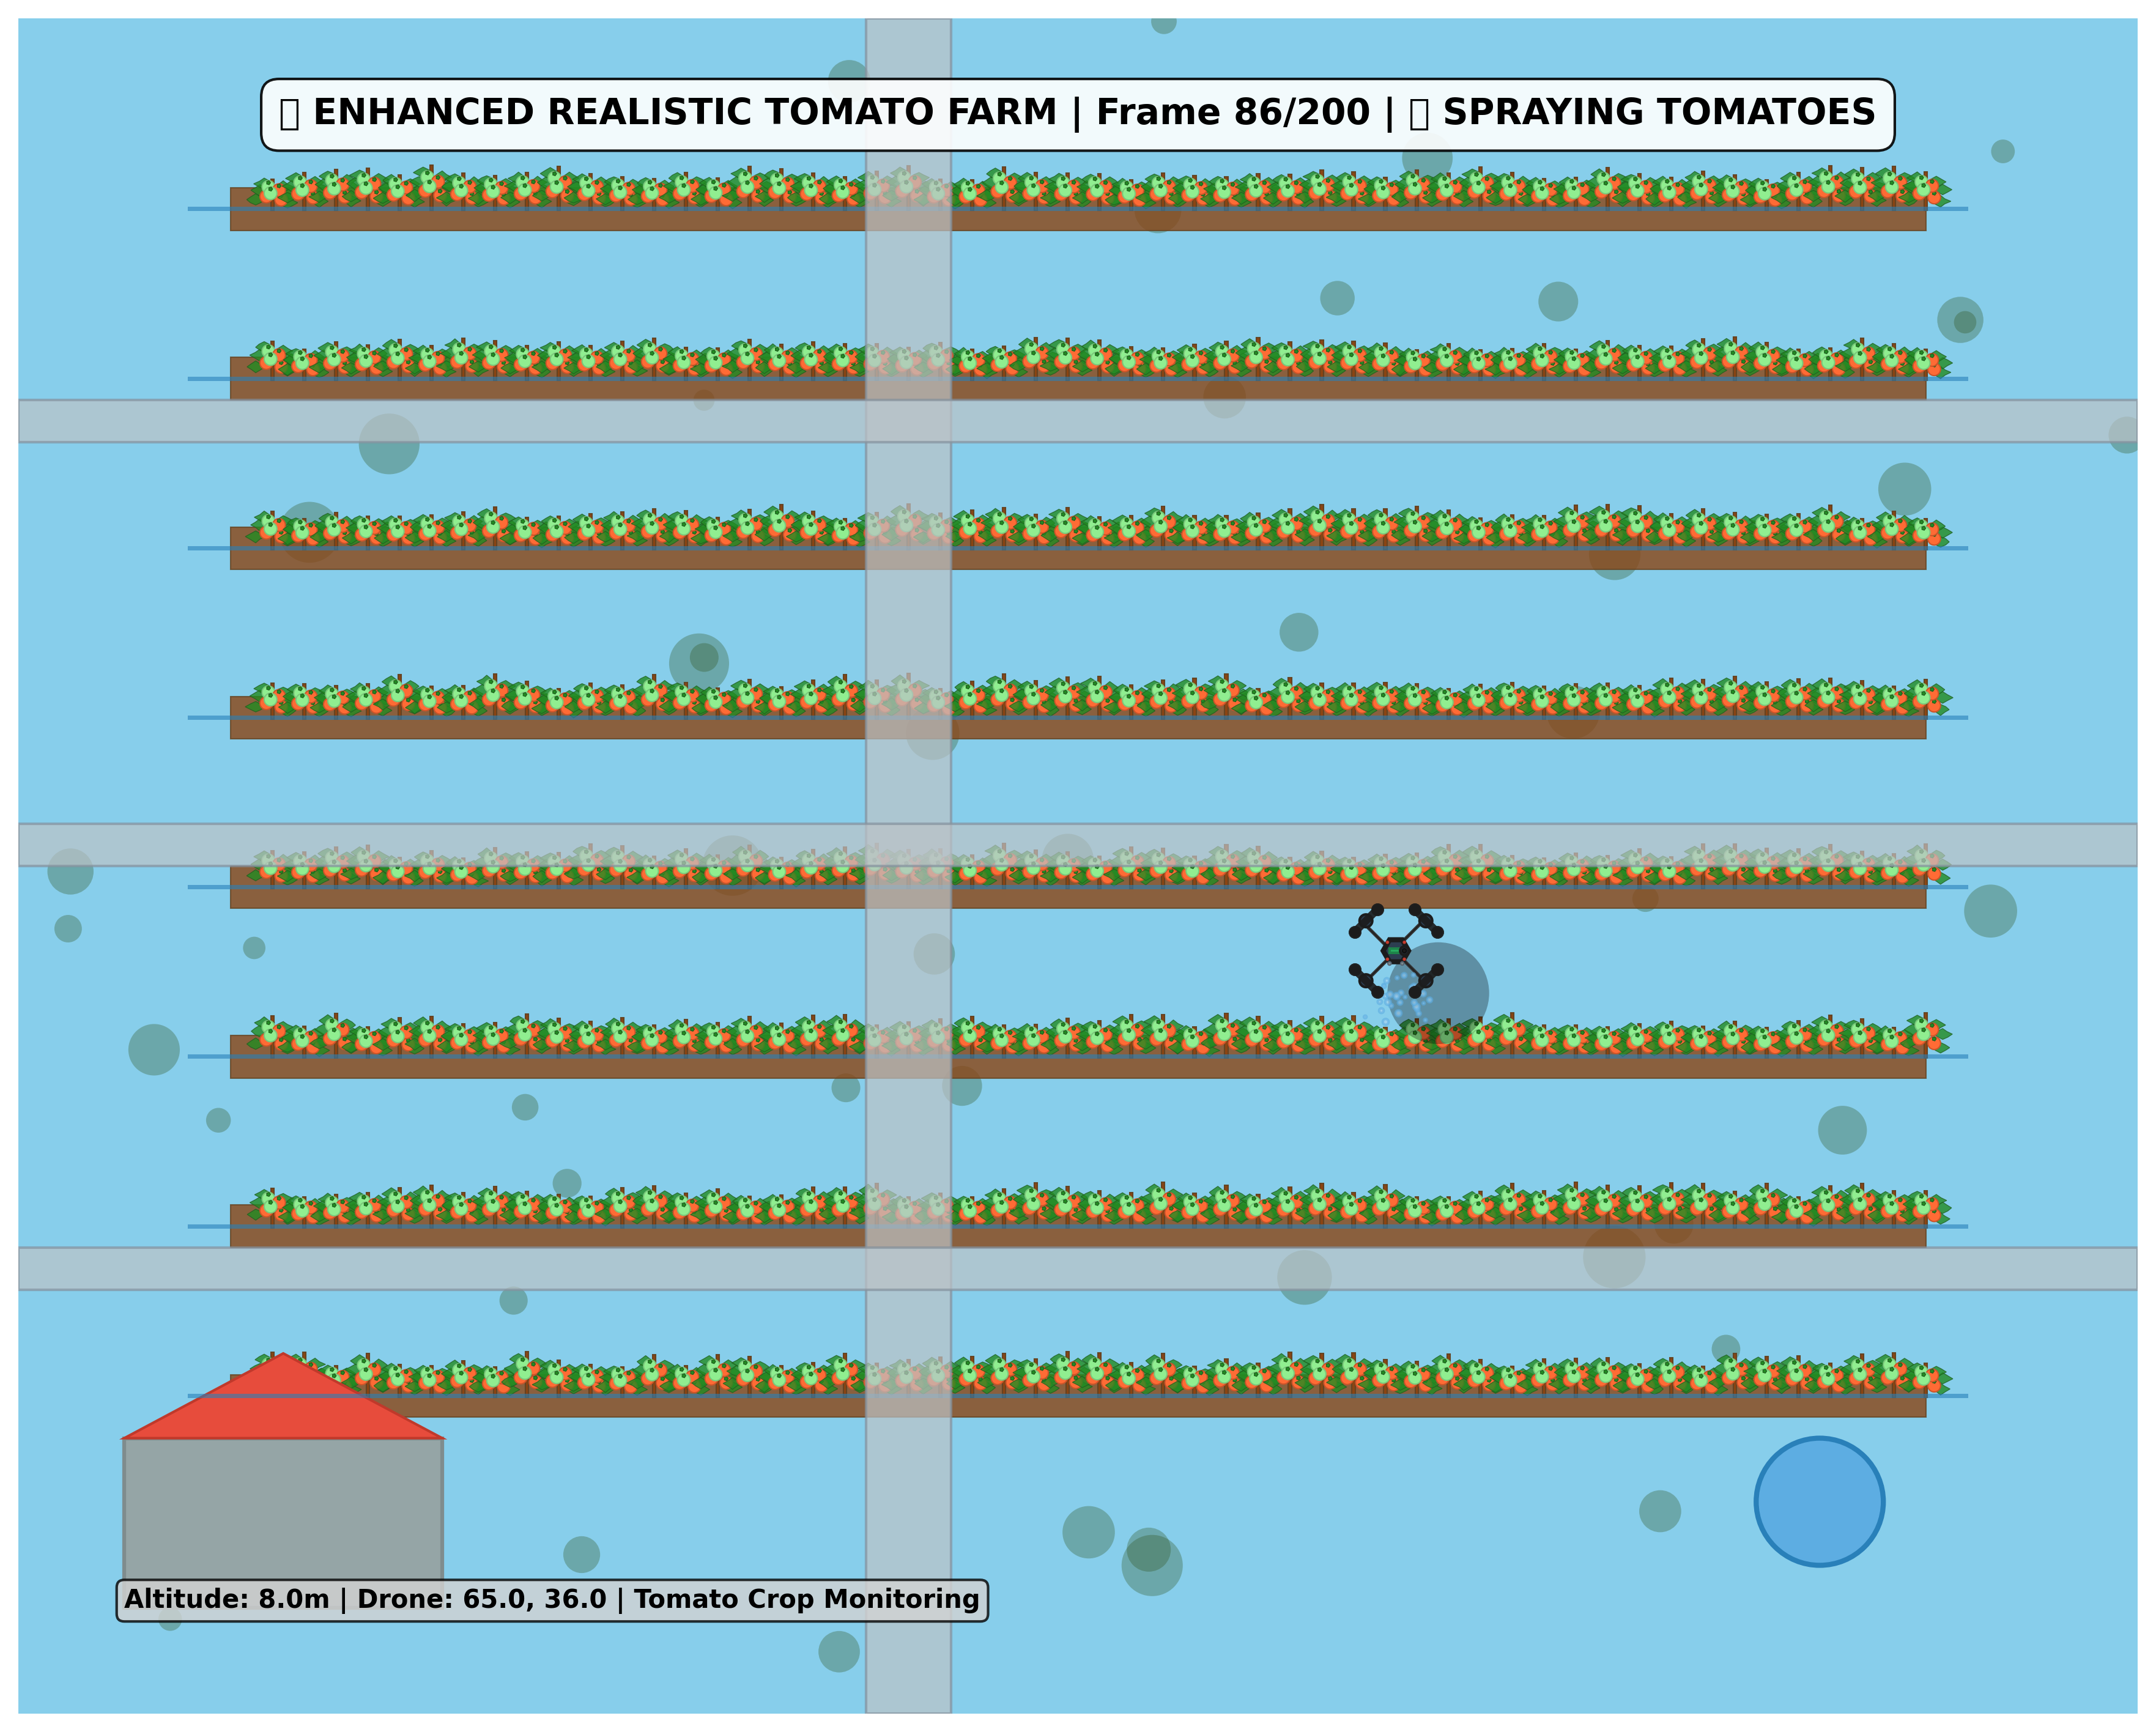 ▯ ENHANCED REALISTIC TOMATO FARM | Frame 86/200 | ▯ SPRAYING TOMATOES
Altitude: 8.0m | Drone: 65.0, 36.0 | Tomato Crop Monitoring